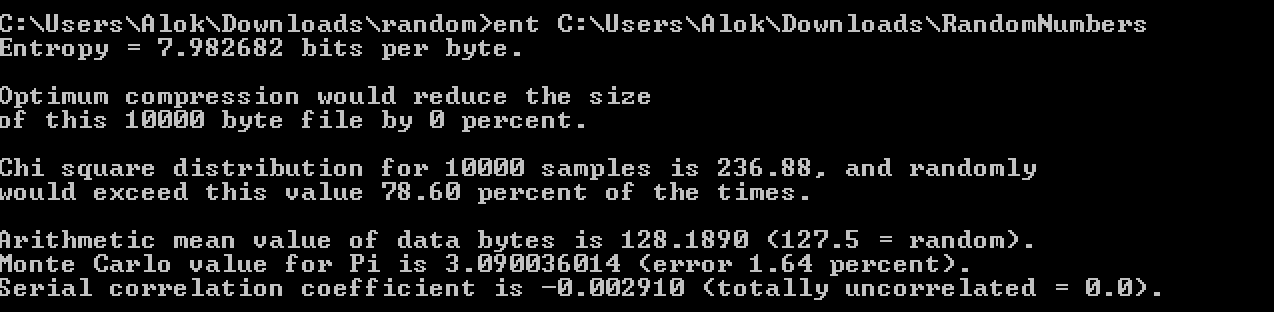 C:\Users\Alok\Downloads\random>ent C:\Users\Alok\Downloads\RandomNumbers
Entropy = 7.982682 bits per byte.
Optimum compression would reduce the size
of this 10000 byte file by 0 percent.
Chi square distribution for 10000 samples is 236.88, and randomly
would exceed this value 78.60 percent of the times.
Arithmetic mean value of data bytes is 128.1890 (127.5 = random).
Monte Carlo value for Pi is 3.090036014 (error 1.64 percent).
Serial correlation coefficient is -0.002910 (totally uncorrelated = 0.0).